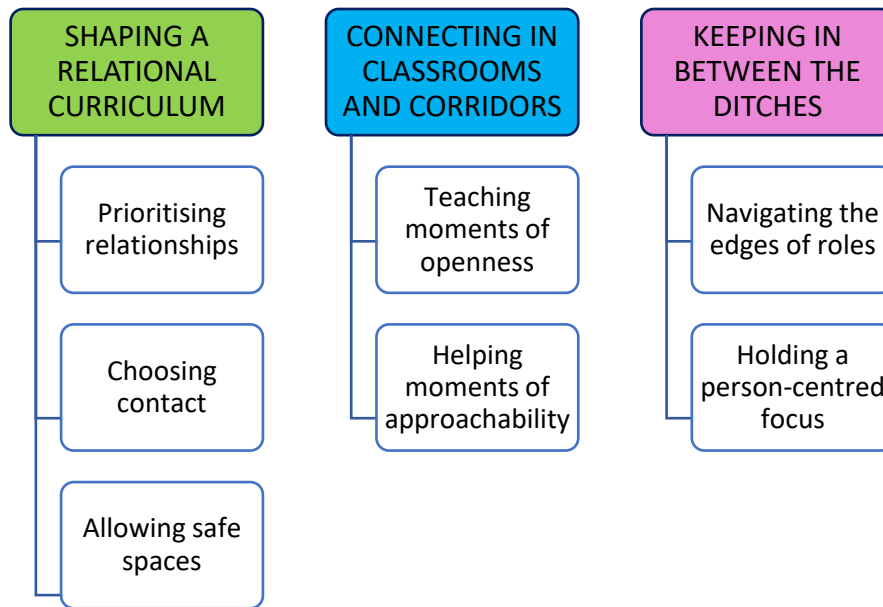 SHAPING A
RELATIONAL
CURRICULUM
Prioritising
relationships
Choosing
contact
Allowing safe
spaces
CONNECTING IN
CLASSROOMS
AND CORRIDORS
Teaching
moments of
openness
Helping
moments of
approachability
KEEPING IN
BETWEEN THE
DITCHES
Navigating the
edges of roles
Holding a
person-centred
focus